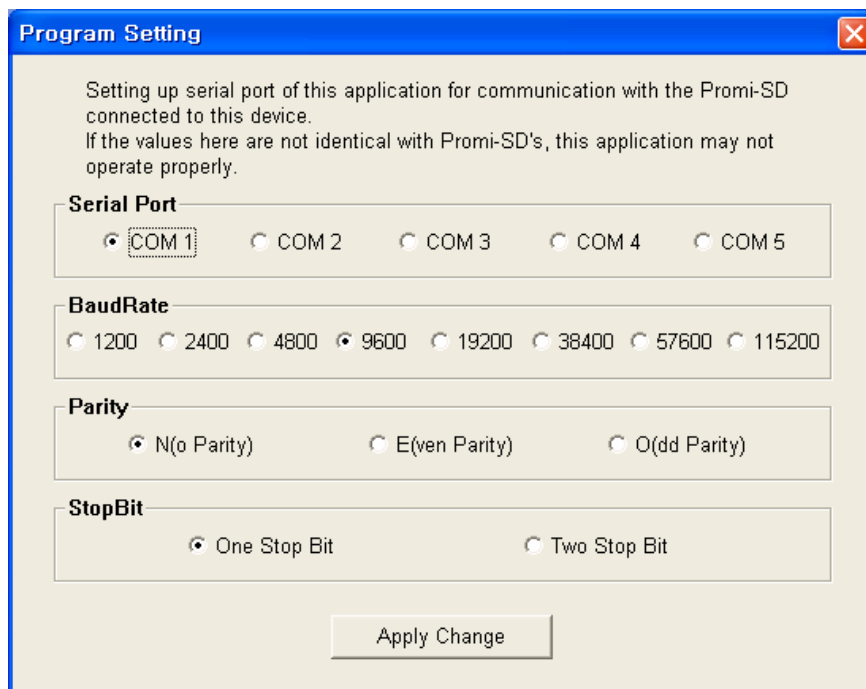 Program Setting
Setting up serial port of this application for communication with the Promi-SD
connected to this device.
If the values here are not identical with Promi-SD's, this application may not
operate properly.
Serial Port
COM 1 COM 2 COM 3 COM 4 COM 5
BaudRate
1200 2400 4800 9600 19200 38400 57600 115200
Parity
N(o Parity) E(ven Parity) O(dd Parity)
StopBit
One Stop Bit Two Stop Bit
Apply Change